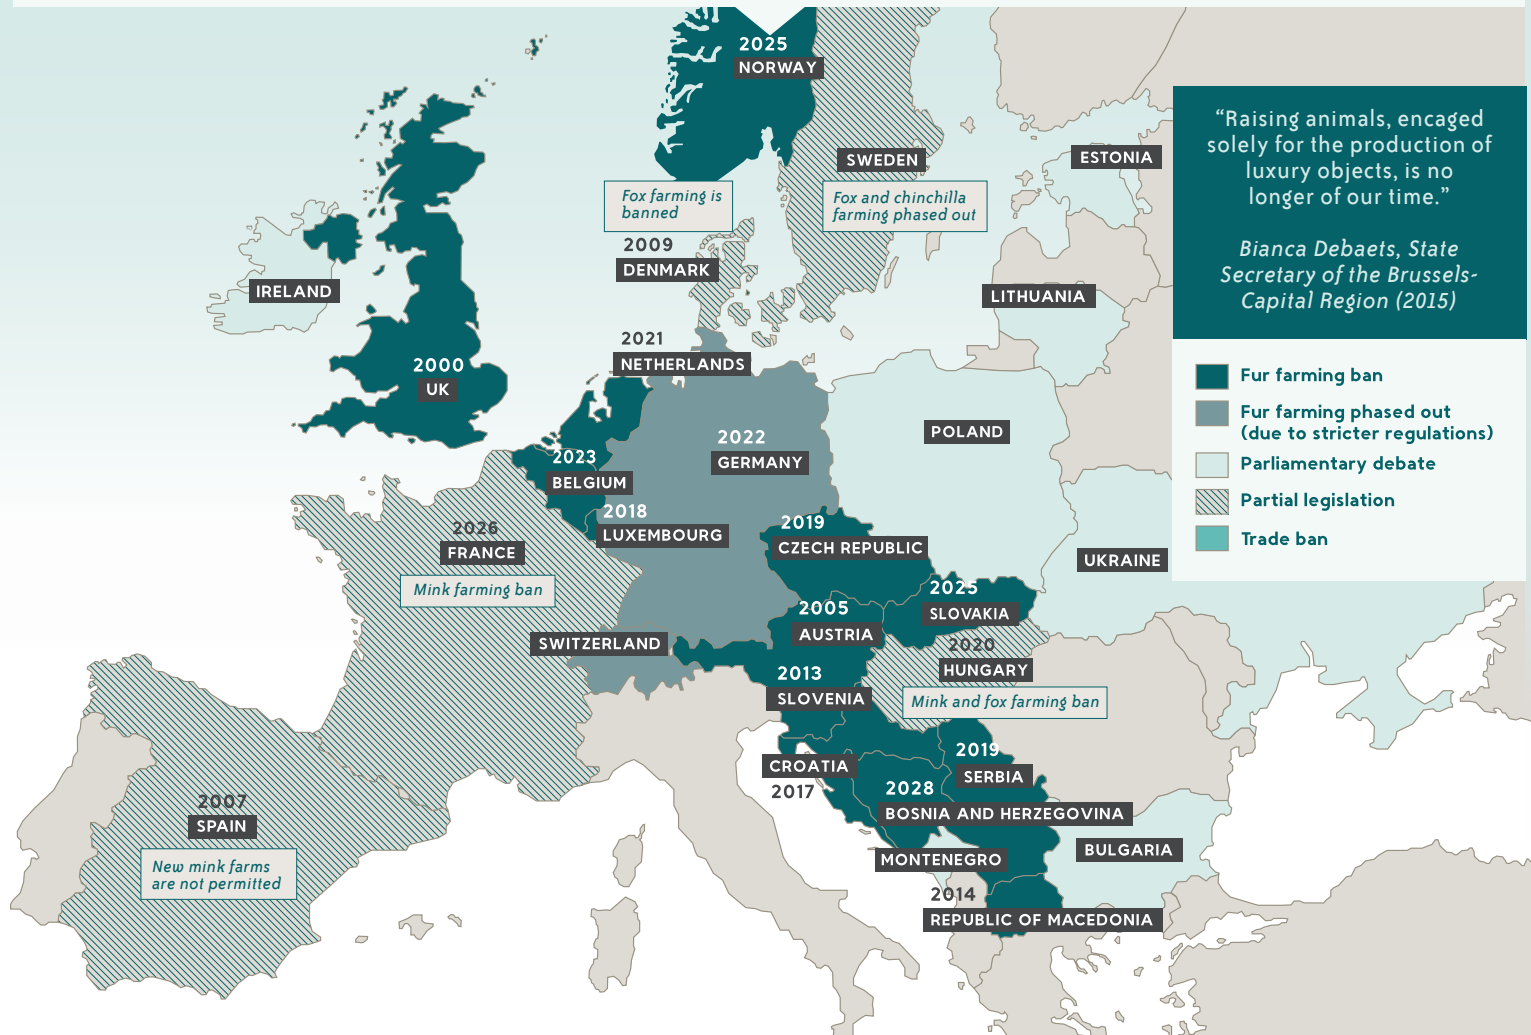 2025
NORWAY
SWEDEN
Fox and chinchilla
farming phased out
Fox farming is
banned
2009
DENMARK
ESTONIA
LITHUANIA
IRELAND
2000
UK
2021
NETHERLANDS
2023
BELGIUM
2018
LUXEMBOURG
2022
GERMANY
POLAND
2019
CZECH REPUBLIC
UKRAINE
2026
FRANCE
Mink farming ban
SWITZERLAND
2005
AUSTRIA
2025
SLOVAKIA
2020
HUNGARY
Mink and fox farming ban
2013
SLOVENIA
CROATIA
2017
2019
SERBIA
2028
BOSNIA AND HERZEGOVINA
MONTENEGRO
BULGARIA
2014
REPUBLIC OF MACEDONIA
2007
SPAIN
New mink farms
are not permitted
“Raising animals, encaged
solely for the production of
luxury objects, is no
longer of our time.”
Bianca Debaets, State
Secretary of the Brussels-
Capital Region (2015)
Fur farming ban
Fur farming phased out
(due to stricter regulations)
Parliamentary debate
Partial legislation
Trade ban